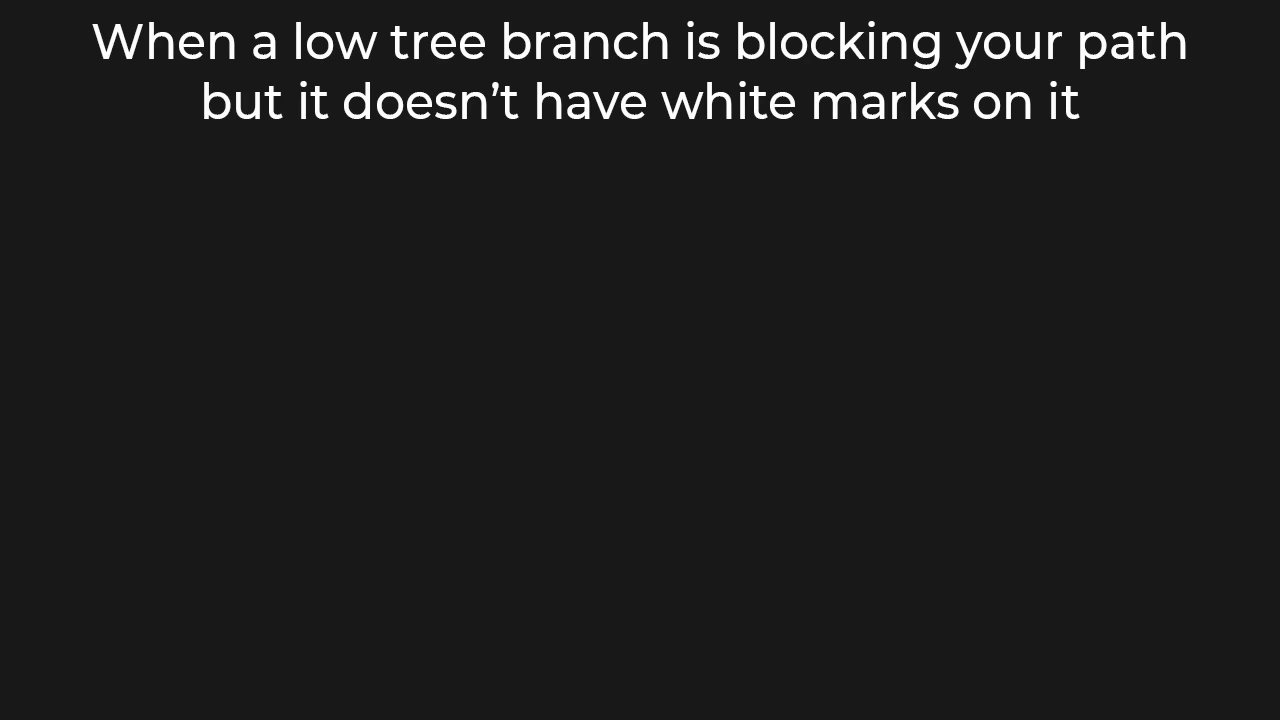 When a low tree branch is blocking your path
but it doesn’t have white marks on it